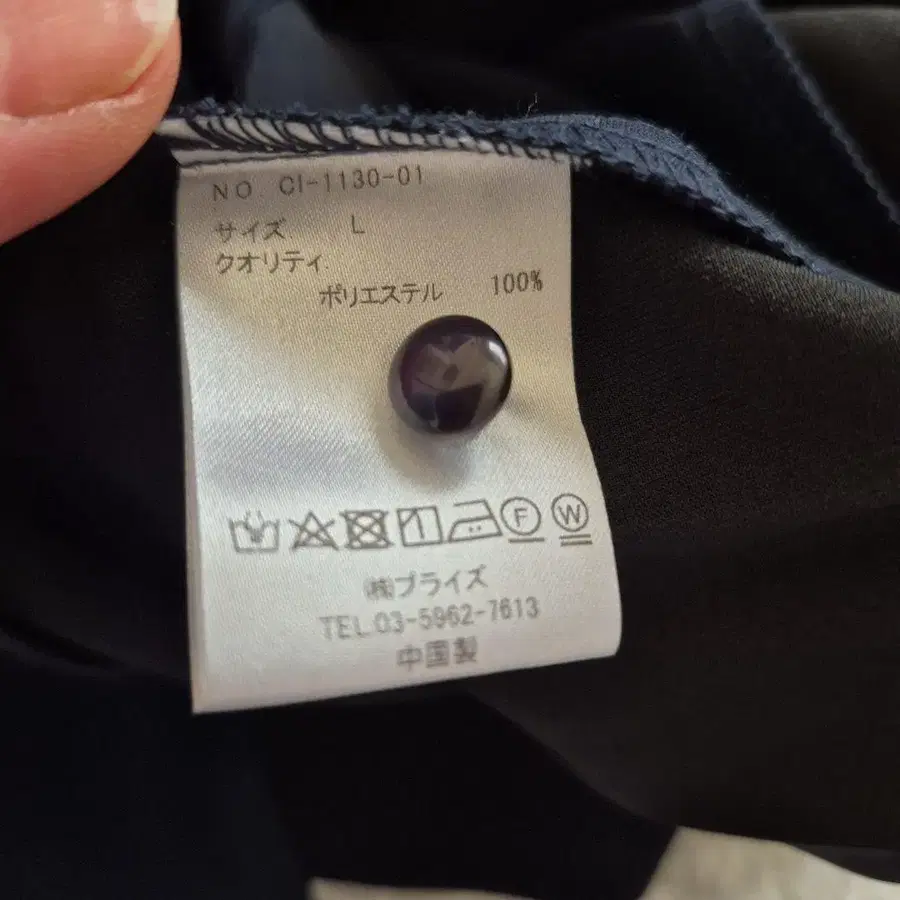 NO. CI-1130-01
サイズ L
クオリティ.
ポリエステル 100%
F W
㈱プライズ
TEL.03-5962-7613
中国製